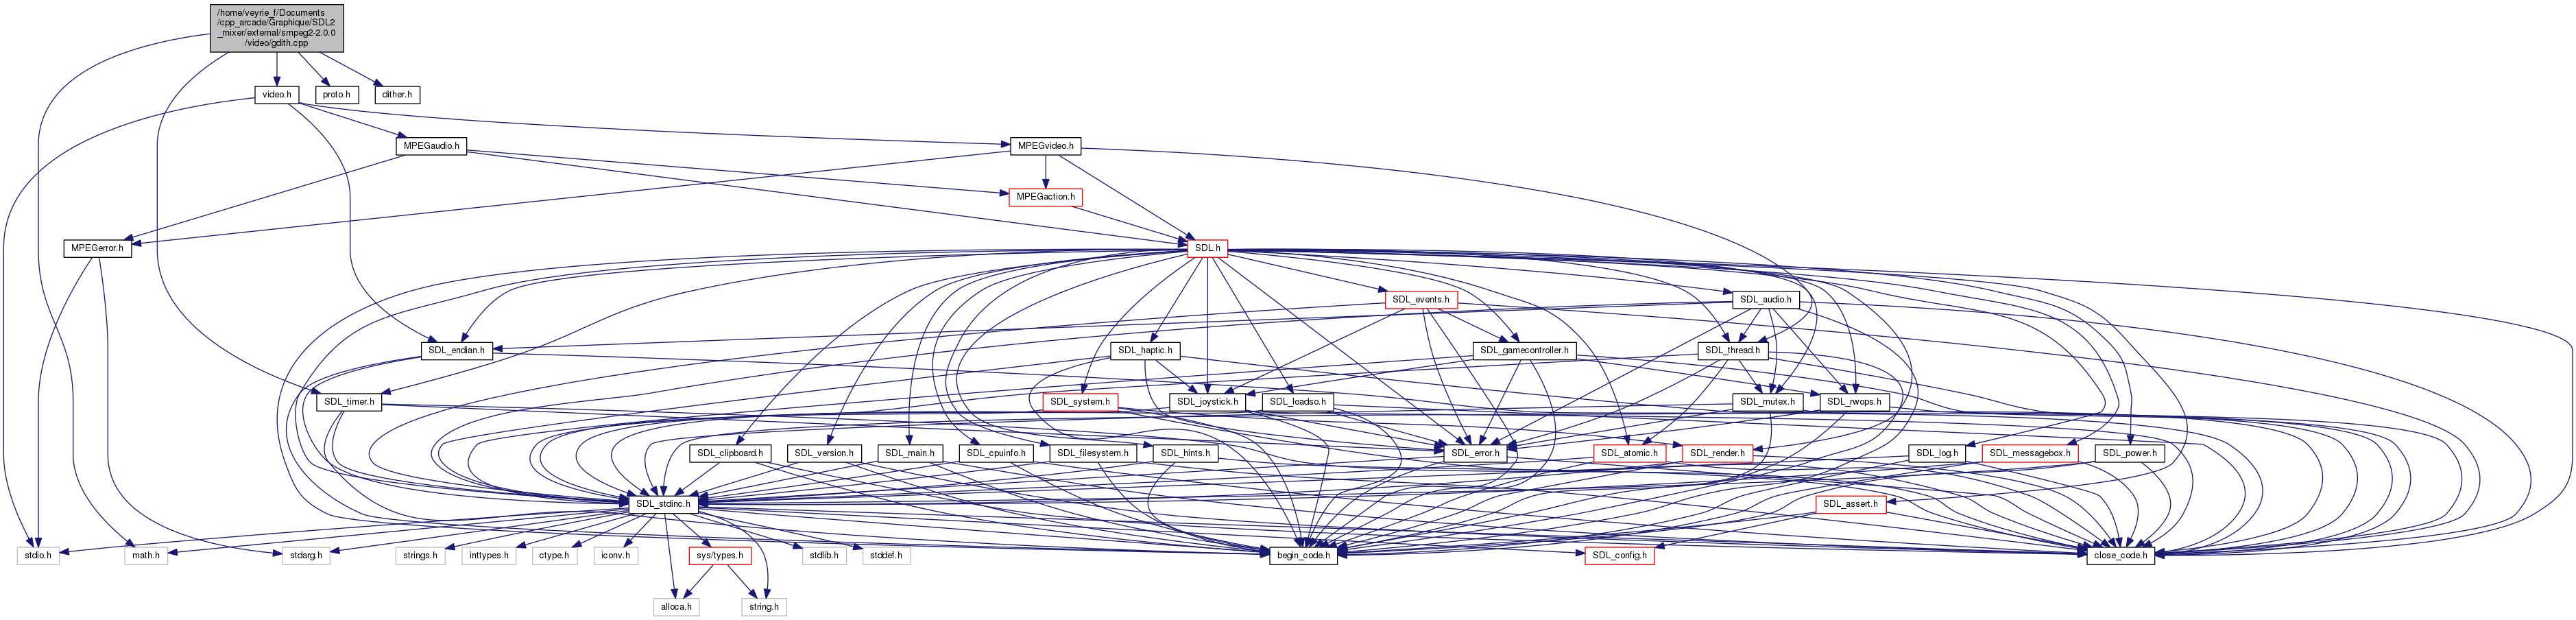 /home/veyrie_f/Documents
/cpp_arcade/Graphique/SDL2
_mixer/external/smpeg2-2.0.0
/video/gdith.cpp
video.h
proto.h
dither.h
MPEGaudio.h
MPEGvideo.h
MPEGaction.h
MPEGerror.h
SDL.h
SDL_events.h
SDL_audio.h
SDL_endian.h
SDL_haptic.h
SDL_gamecontroller.h
SDL_thread.h
SDL_timer.h
SDL_system.h
SDL_joystick.h
SDL_loadso.h
SDL_mutex.h
SDL_rwops.h
SDL_clipboard.h
SDL_version.h
SDL_main.h
SDL_cpuinfo.h
SDL_filesystem.h
SDL_hints.h
SDL_error.h
SDL_atomic.h
SDL_render.h
SDL_log.h
SDL_messagebox.h
SDL_power.h
SDL_stdinc.h
SDL_assert.h
stdio.h
math.h
stdarg.h
strings.h
inttypes.h
ctype.h
iconv.h
sys/types.h
stdlib.h
stddef.h
begin_code.h
SDL_config.h
close_code.h
alloca.h
string.h